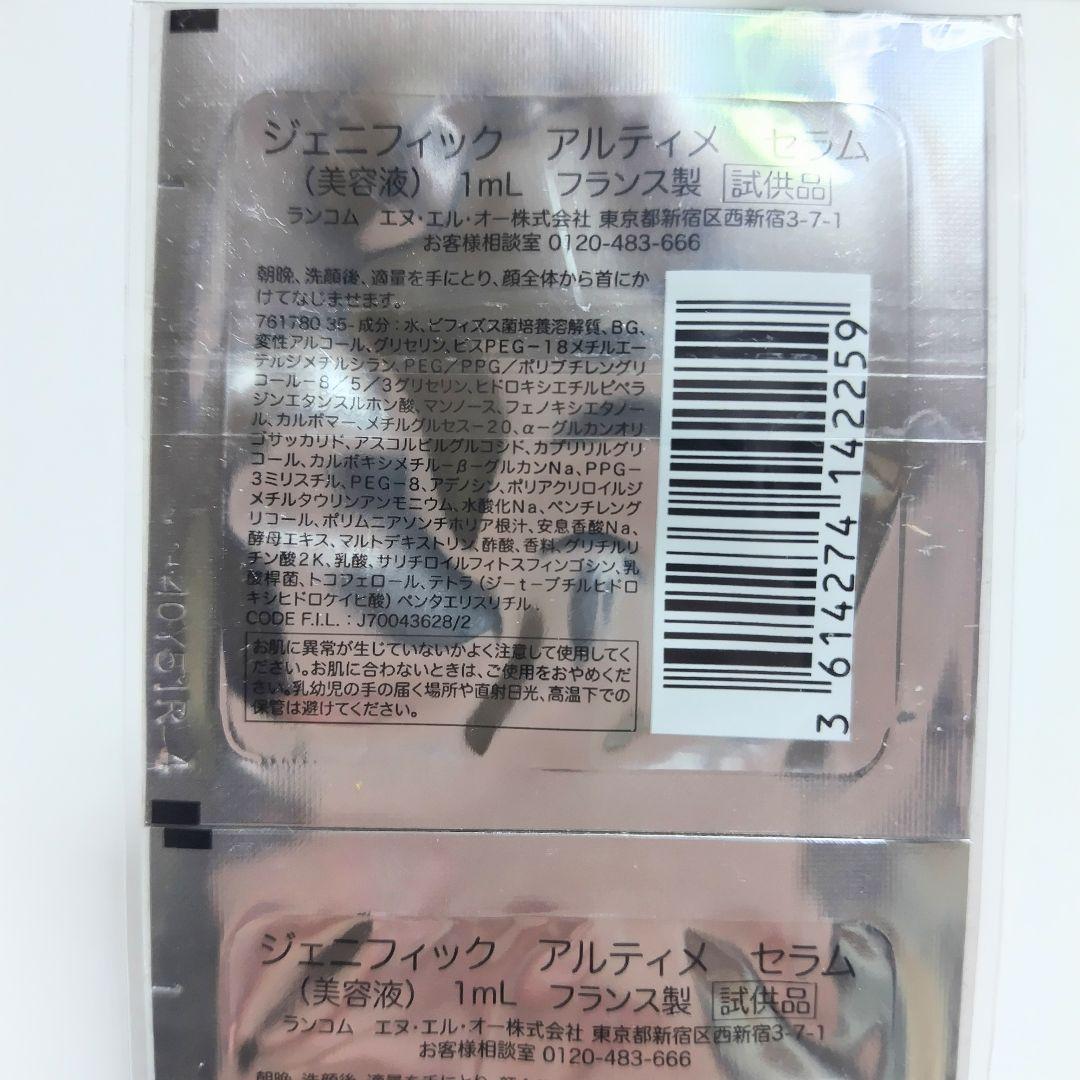 ジェニフィック アルティメ セラム
（美容液） 1mL フランス製 試供品
ランコム エヌ・エル・オー株式会社 東京都新宿区西新宿3-7-1
お客様相談室 0120-483-666
朝晩、洗顔後、適量を手にとり、顔全体から首にか
けてなじませます。
761780 35- 成分：水、ビフィズス菌培養溶解質、BG、
変性アルコール、グリセリン、ビスPEG－18メチルエー
テルジメチルシラン、PEG／PPG／ポリブチレングリ
コール－8／5／3グリセリン、ヒドロキシエチルピペラ
ジンエタンスルホン酸、マンノース、フェノキシエタノー
ル、カルボマー、メチルグルセス－20、α－グルカンオリ
ゴサッカリド、アスコルビルグルコシド、カプリリルグリ
コール、カルボキシメチル－β－グルカンNa、PPG－
3ミリスチル、PEG－8、アデノシン、ポリアクリロイルジ
メチルタウリンアンモニウム、水酸化Na、ペンチレング
リコール、ポリムニアソンチホリア根汁、安息香酸Na、
酵母エキス、マルトデキストリン、酢酸、香料、グリチルリ
チン酸2K、乳酸、サリチロイルフィトスフィンゴシン、乳
酸桿菌、トコフェロール、テトラ（ジーt－ブチルヒドロ
キシヒドロケイヒ酸）ペンタエリスリチル
CODE F.I.L. : J70043628/2
お肌に異常が生じていないかよく注意して使用してく
ださい。お肌に合わないときは、ご使用をおやめくだ
さい。乳幼児の手の届く場所や直射日光、高温下での
保管は避けてください。
3 614274 142259
ジェニフィック アルティメ セラム
（美容液） 1mL フランス製 試供品
ランコム エヌ・エル・オー株式会社 東京都新宿区西新宿3-7-1
お客様相談室 0120-483-666